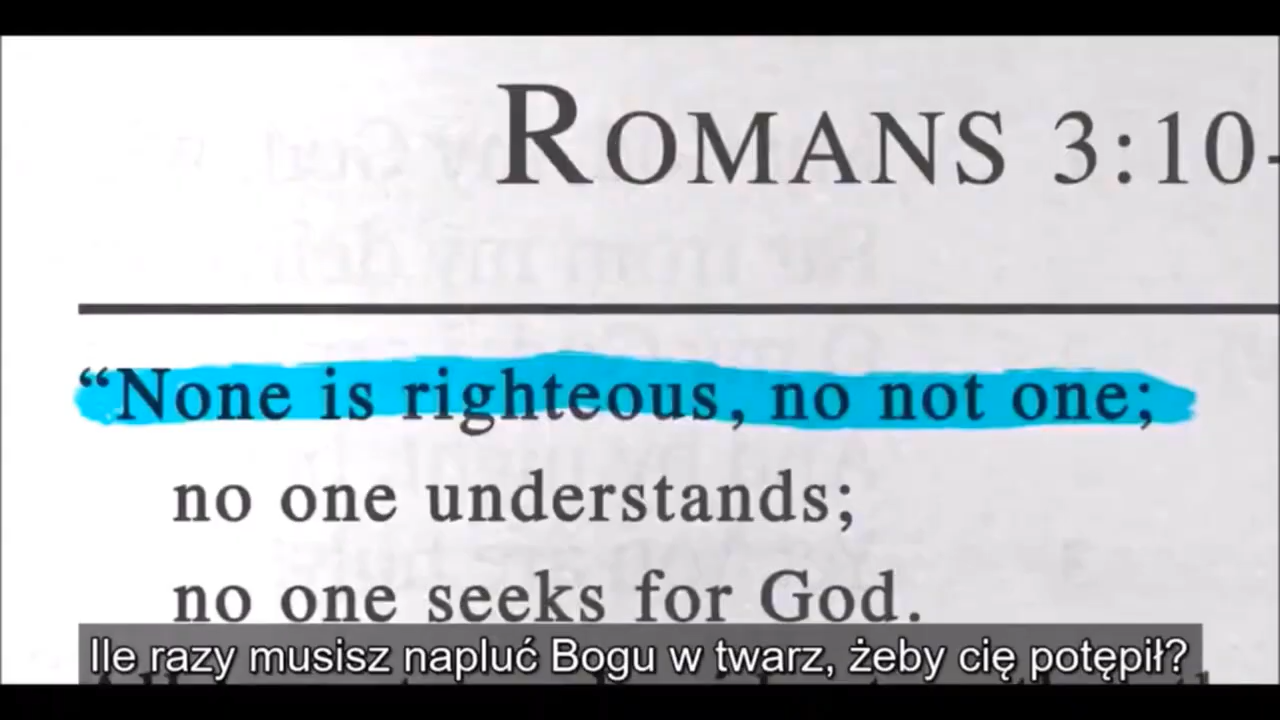 ROMANS 3:10-
“None is righteous, no not one;
no one understands;
no one seeks for God.
Ile razy musisz napluć Bogu w twarz, żeby cię potępił?